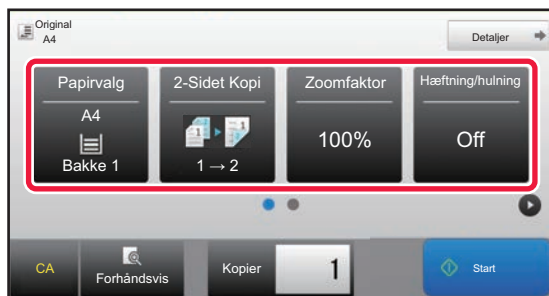 Original
A4
Detaljer
Papirvalg
A4
Bakke 1
2-Sidet Kopi
1 → 2
Zoomfaktor
100%
Hæftning/hulning
Off
CA
Forhåndsvis
Kopier
1
Start